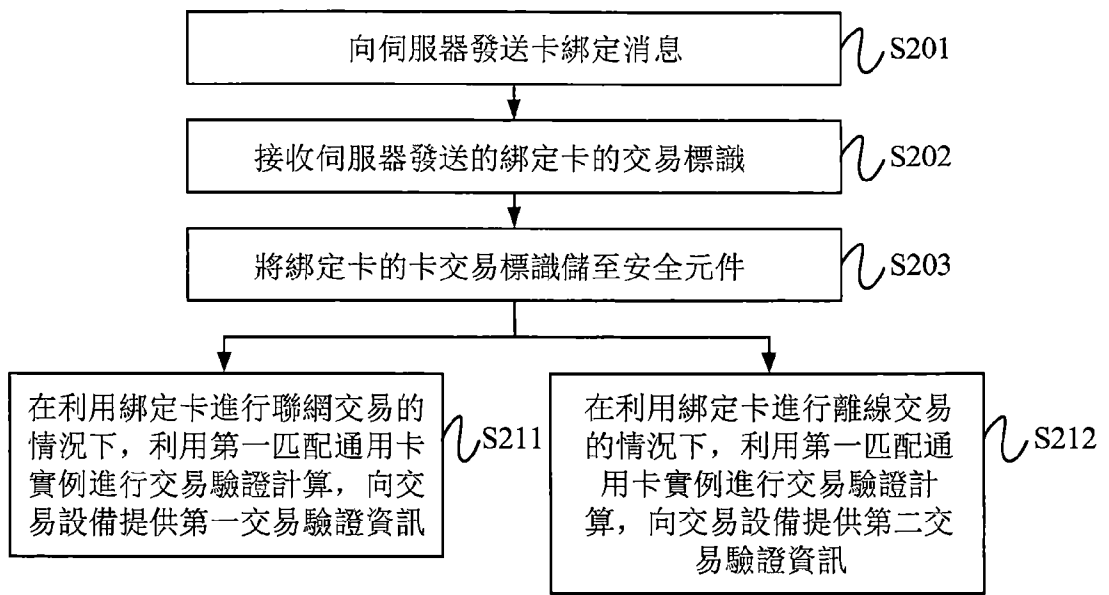 向伺服器發送卡綁定消息
S201
接收伺服器發送的綁定卡的交易標識
S202
將綁定卡的卡交易標識儲至安全元件
S203
在利用綁定卡進行聯網交易的
情況下，利用第一匹配通用卡
實例進行交易驗證計算，向交
易設備提供第一交易驗證資訊
S211
在利用綁定卡進行離線交易
的情況下，利用第一匹配通
用卡實例進行交易驗證計
算，向交易設備提供第二交
易驗證資訊
S212